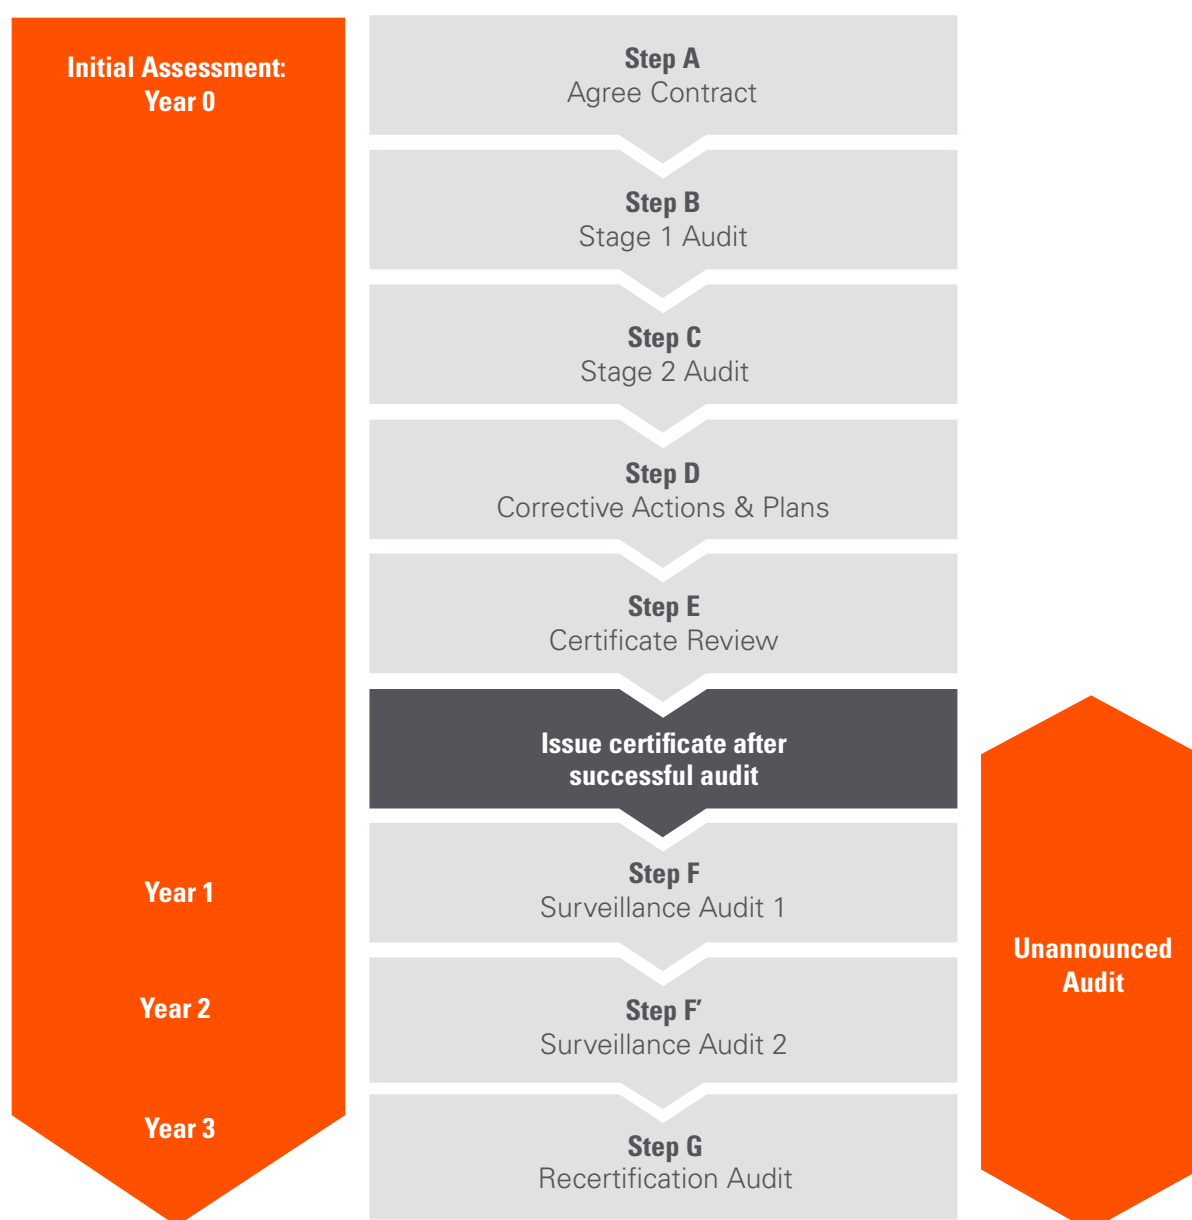 Initial Assessment:
Year 0
Step A
Agree Contract
Step B
Stage 1 Audit
Step C
Stage 2 Audit
Step D
Corrective Actions & Plans
Step E
Certificate Review
Issue certificate after
successful audit
Year 1
Step F
Surveillance Audit 1
Year 2
Step F’
Surveillance Audit 2
Year 3
Step G
Recertification Audit
Unannounced
Audit